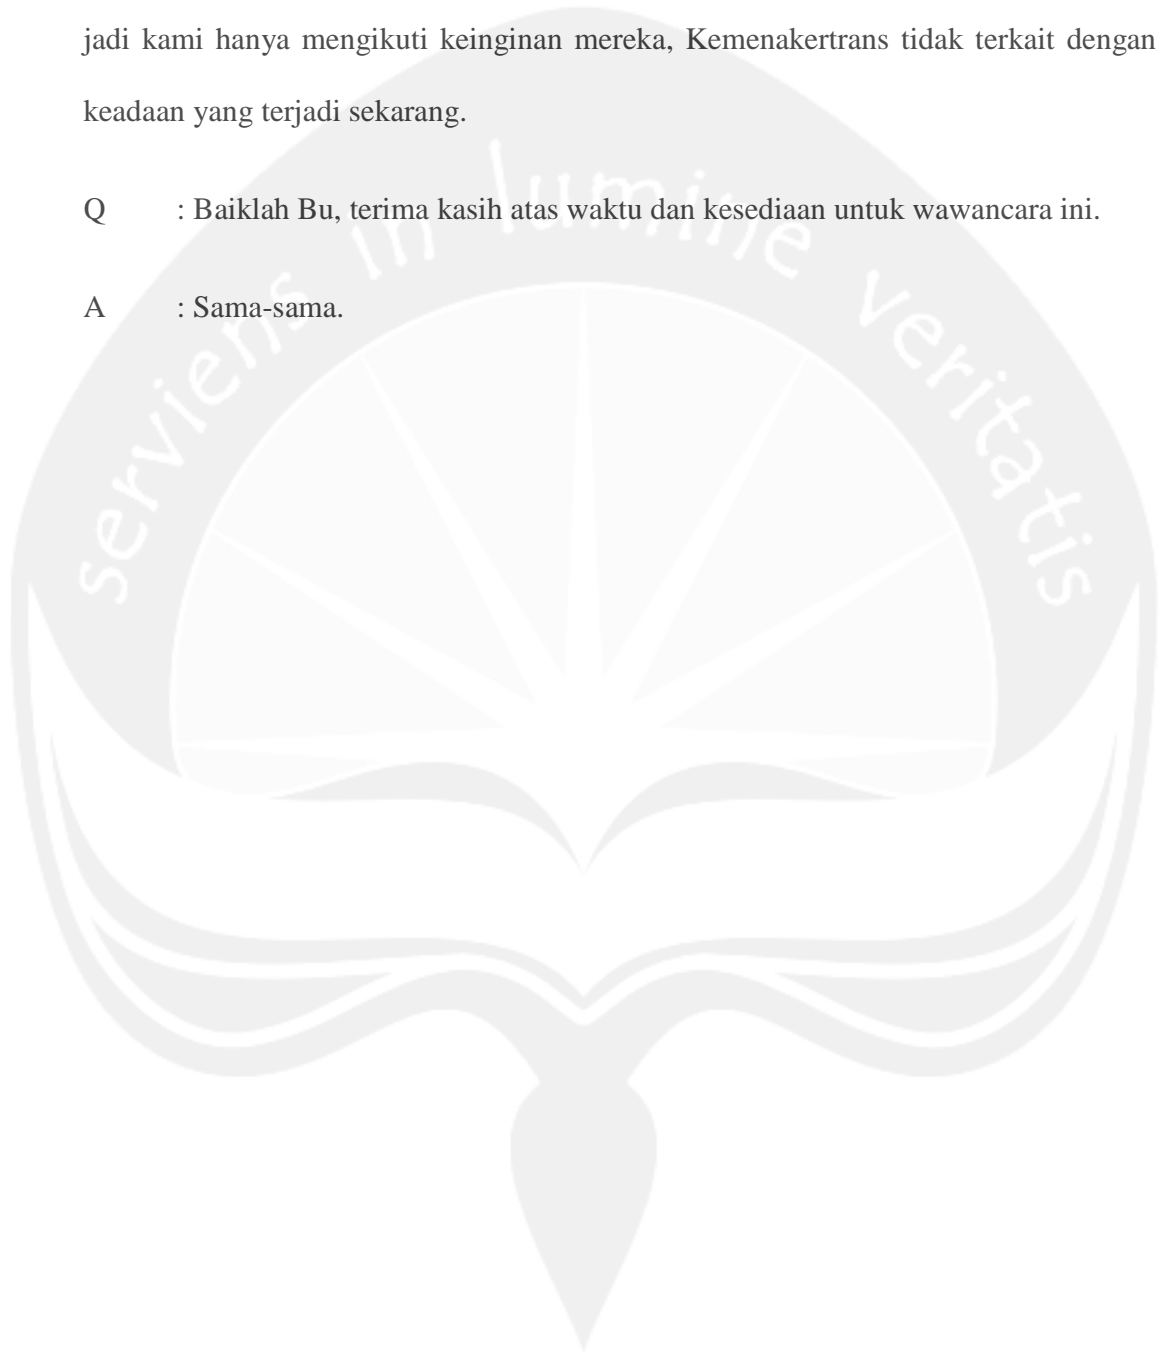 jadi kami hanya mengikuti keinginan mereka, Kemenakertrans tidak terkait dengan
keadaan yang terjadi sekarang.
Q : Baiklah Bu, terima kasih atas waktu dan kesediaan untuk wawancara ini.
A : Sama-sama.
serviens in lumine veritatis